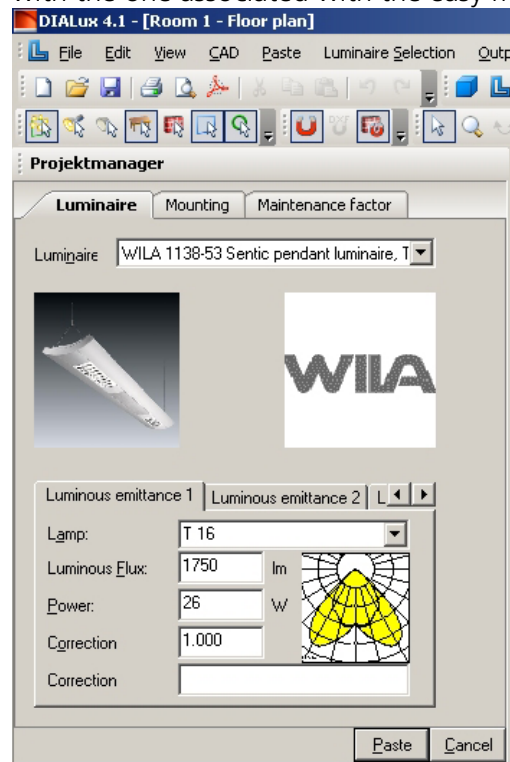 DIALux 4.1 - [Room 1 - Floor plan]
File Edit View CAD Paste Luminaire Selection
Projektmanager
Luminaire Mounting Maintenance factor
Luminaire WILA 1138-53 Sentic pendant luminaire, T
WILA
Luminous emittance 1 Luminous emittance 2 L
Lamp: T 16
Luminous Flux: 1750 lm
Power: 26 W
Correction 1.000
Correction
Paste Cancel